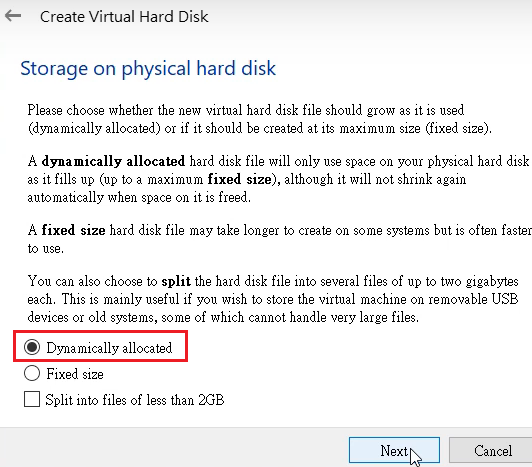 Create Virtual Hard Disk
Storage on physical hard disk
Please choose whether the new virtual hard disk file should grow as it is used
(dynamically allocated) or if it should be created at its maximum size (fixed size).
A dynamically allocated hard disk file will only use space on your physical hard disk
as it fills up (up to a maximum fixed size), although it will not shrink again
automatically when space on it is freed.
A fixed size hard disk file may take longer to create on some systems but is often faster
to use.
You can also choose to split the hard disk file into several files of up to two gigabytes
each. This is mainly useful if you wish to store the virtual machine on removable USB
devices or old systems, some of which cannot handle very large files.
Dynamically allocated
Fixed size
Split into files of less than 2GB
Next
Cancel